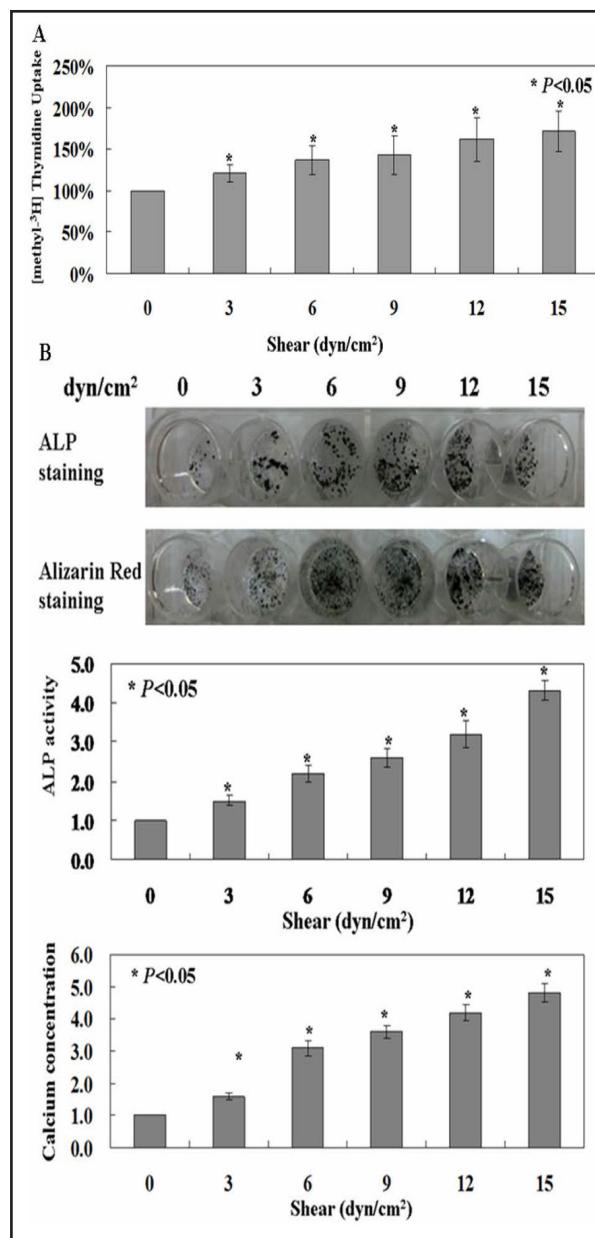 A
[methyl-³H] Thymidine Uptake
250%
200%
150%
100%
50%
0%
* P<0.05
* * * * *
0 3 6 9 12 15
Shear (dyn/cm²)
B
dyn/cm² 0 3 6 9 12 15
ALP
staining
Alizarin Red
staining
ALP activity
5.0
4.0
3.0
2.0
1.0
0.0
* P<0.05
* * * * *
0 3 6 9 12 15
Shear (dyn/cm²)
Calcium concentration
6.0
5.0
4.0
3.0
2.0
1.0
0.0
* P<0.05
* * * * *
0 3 6 9 12 15
Shear (dyn/cm²)